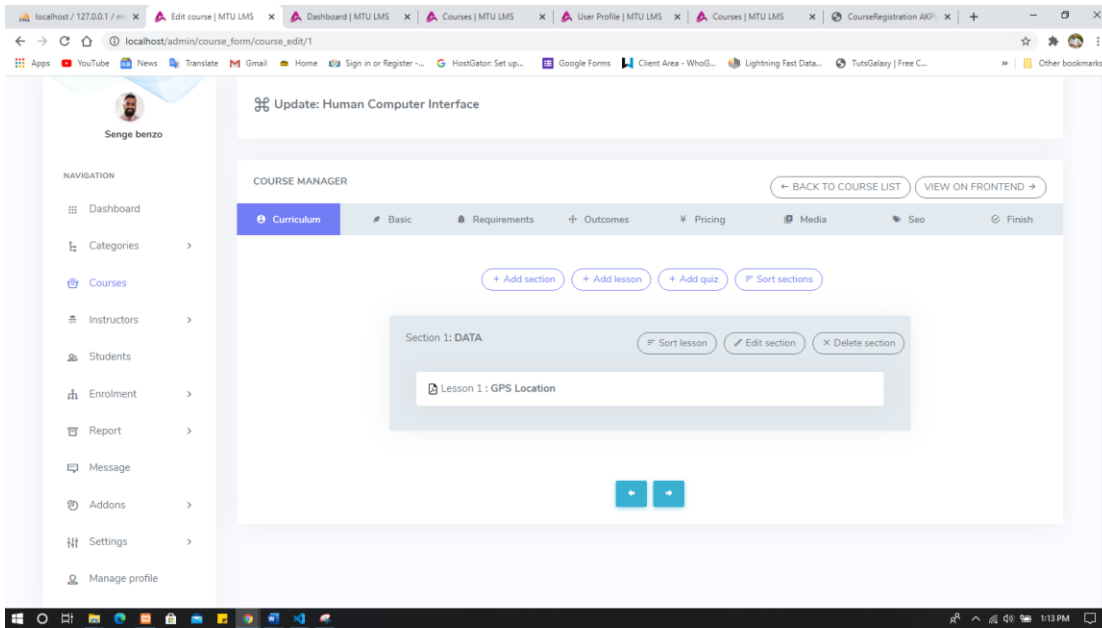 localhost / 127.0.0.1 / mt
Edit course | MTU LMS
Dashboard | MTU LMS
Courses | MTU LMS
User Profile | MTU LMS
Courses | MTU LMS
CourseRegistration AKPU
localhost/admin/course_form/course_edit/1
Apps
YouTube
News
Translate
Gmail
Home
Sign in or Register -...
HostGator: Set up...
Google Forms
Client Area - WhoG...
Lightning Fast Data...
TutsGalaxy | Free C...
Other bookmarks
Senge benzo
NAVIGATION
Dashboard
Categories
Courses
Instructors
Students
Enrolment
Report
Message
Addons
Settings
Manage profile
Update: Human Computer Interface
COURSE MANAGER
← BACK TO COURSE LIST
VIEW ON FRONTEND →
Curriculum
Basic
Requirements
Outcomes
¥ Pricing
Media
Seo
Finish
+ Add section
+ Add lesson
+ Add quiz
Sort sections
Section 1: DATA
Sort lesson
Edit section
× Delete section
Lesson 1 : GPS Location
1:13 PM